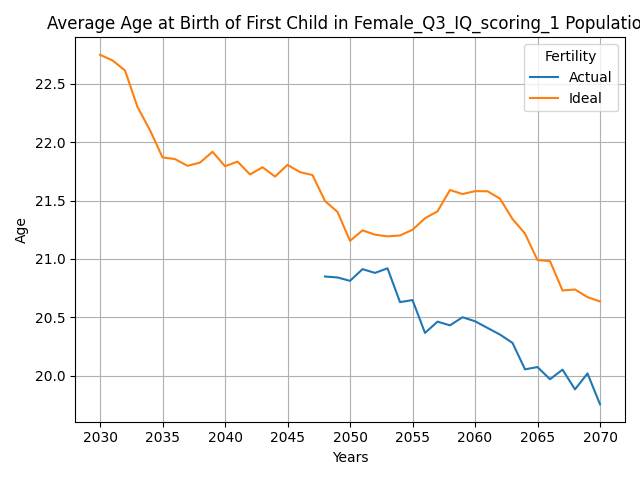 Average Age at Birth of First Child in Female_Q3_IQ_scoring_1 Populatio
Fertility
Actual
Ideal
22.5
22.0
21.5
21.0
20.5
20.0
Age
2030 2035 2040 2045 2050 2055 2060 2065 2070
Years